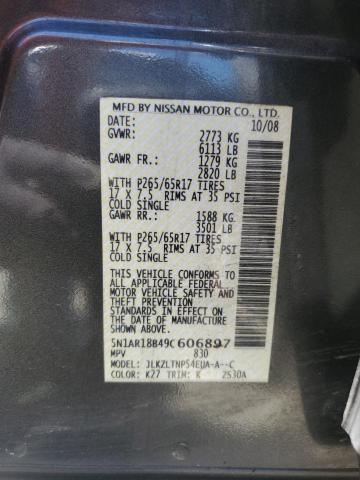 MFD BY NISSAN MOTOR CO., LTD.
DATE: 10/08
GVWR: 2773 KG
6113 LB
GAWR FR.: 1279 KG
2820 LB
WITH P265/65R17 TIRES
17 X 7.5 RIMS AT 35 PSI
COLD SINGLE
GAWR RR.: 1588 KG.
3501 LB
WITH P265/65R17 TIRES
17 X 7.5 RIMS AT 35 PSI
COLD SINGLE
THIS VEHICLE CONFORMS TO
ALL APPLICABLE FEDERAL
MOTOR VEHICLE SAFETY AND
THEFT PREVENTION
STANDARDS IN EFFECT ON THE
DATE OF MANUFACTURE SHOWN
ABOVE.
5N1AR18B49C606897
MPV 830
MODEL: JLKZLTNP54EUA-A--C
COLOR: K27 TRIM: K 2S30A